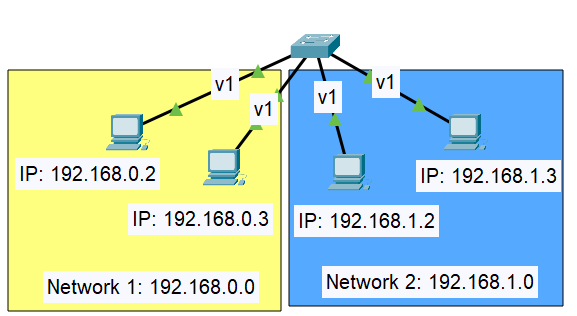 v1
v1
v1
v1
IP: 192.168.0.2
IP: 192.168.1.3
IP: 192.168.0.3
IP: 192.168.1.2
Network 1: 192.168.0.0
Network 2: 192.168.1.0